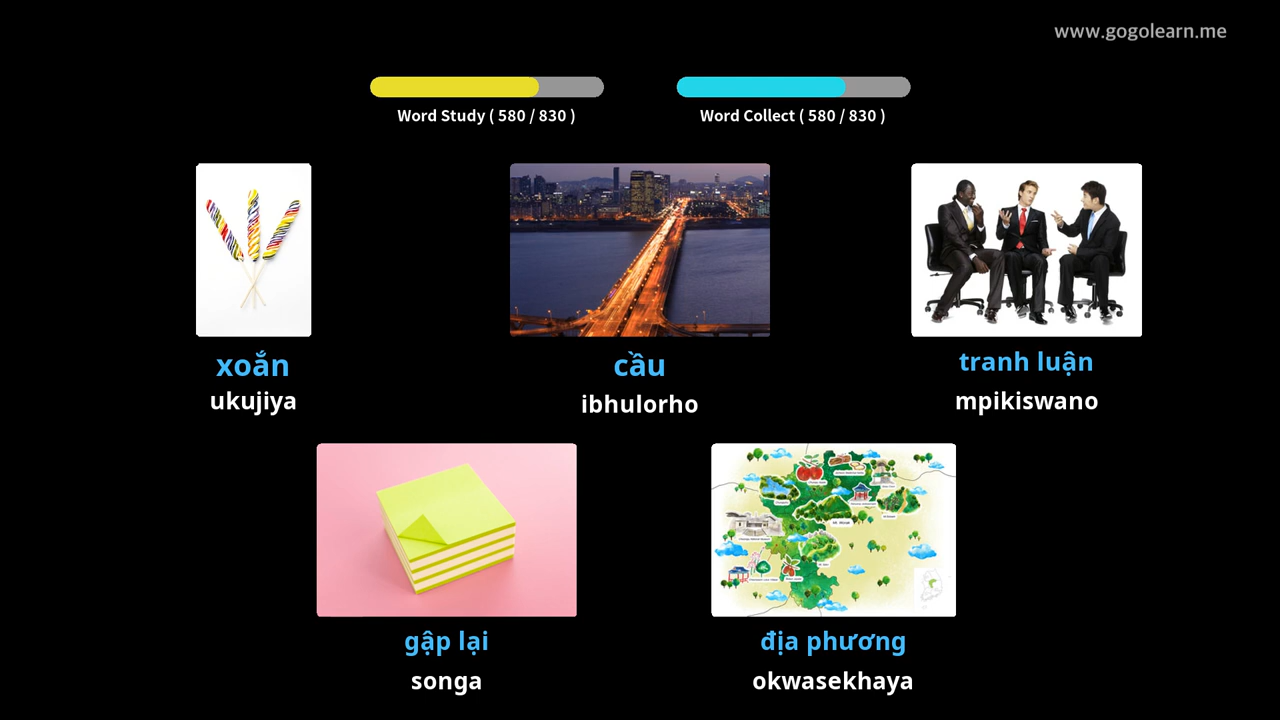 www.gogolearn.me
Word Study ( 580 / 830 )
Word Collect ( 580 / 830 )
xoắn
ukujiya
cầu
ibhulorho
tranh luận
mpikiswano
gập lại
songa
địa phương
okwasekhaya